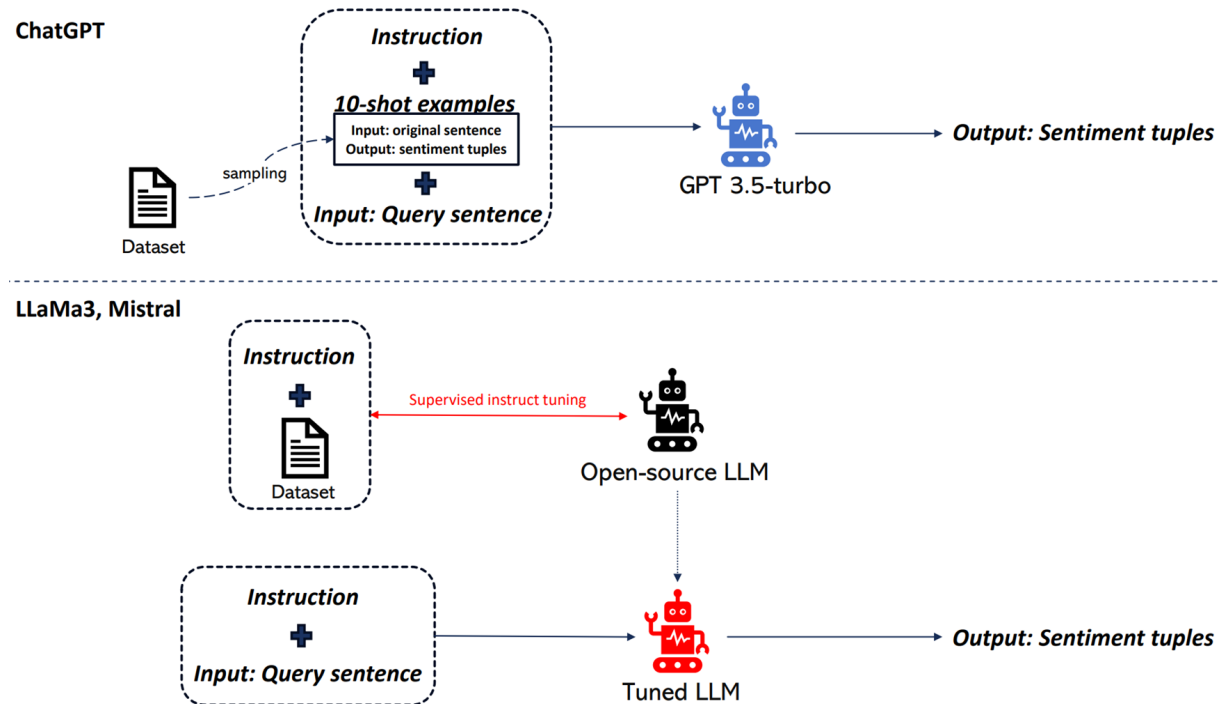 ChatGPT
Instruction
10-shot examples
Input: original sentence
Output: sentiment tuples
sampling
Input: Query sentence
Dataset
GPT 3.5-turbo
Output: Sentiment tuples
LLaMa3, Mistral
Instruction
Dataset
Supervised instruct tuning
Open-source LLM
Instruction
Input: Query sentence
Tuned LLM
Output: Sentiment tuples